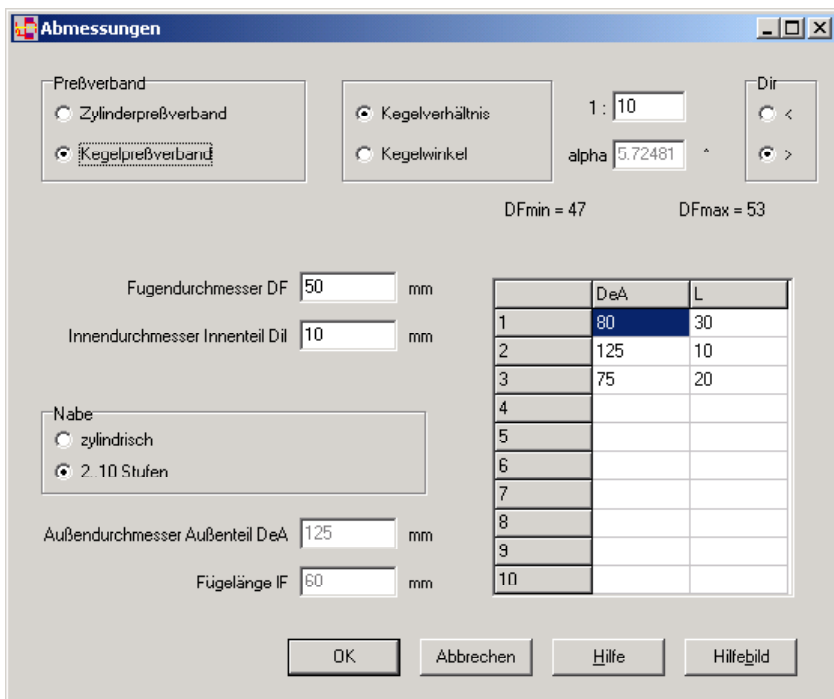 Abmessungen
Preßverband
Zylinderpreßverband
Kegelpreßverband
Kegelverhältnis
Kegelwinkel
1 : 10
alpha 5.72481 °
Dir
<
>
DFmin = 47 DFmax = 53
Fugendurchmesser DF 50 mm
Innendurchmesser Innenteil DiI 10 mm
Nabe
zylindrisch
2..10 Stufen
Außendurchmesser Außenteil DeA 125 mm
Fügelänge lF 60 mm
DeA L
1 80 30
2 125 10
3 75 20
4
5
6
7
8
9
10
OK Abbrechen Hilfe Hilfebild